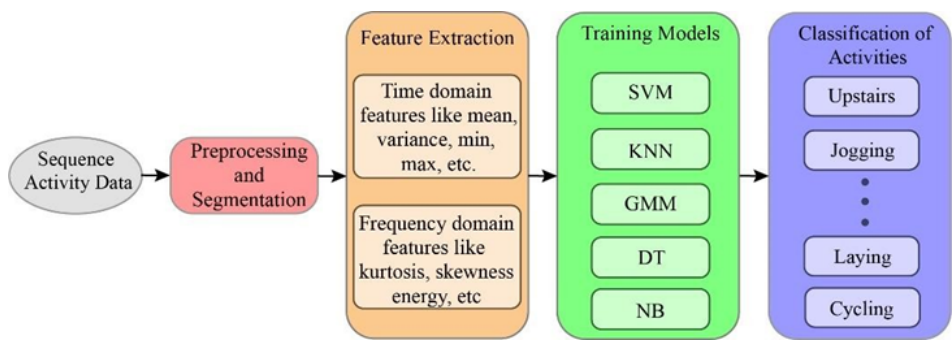 Sequence
Activity Data
Preprocessing
and
Segmentation
Feature Extraction
Time domain
features like mean,
variance, min,
max, etc.
Frequency domain
features like
kurtosis, skewness
energy, etc
Training Models
SVM
KNN
GMM
DT
NB
Classification of
Activities
Upstairs
Jogging
Laying
Cycling